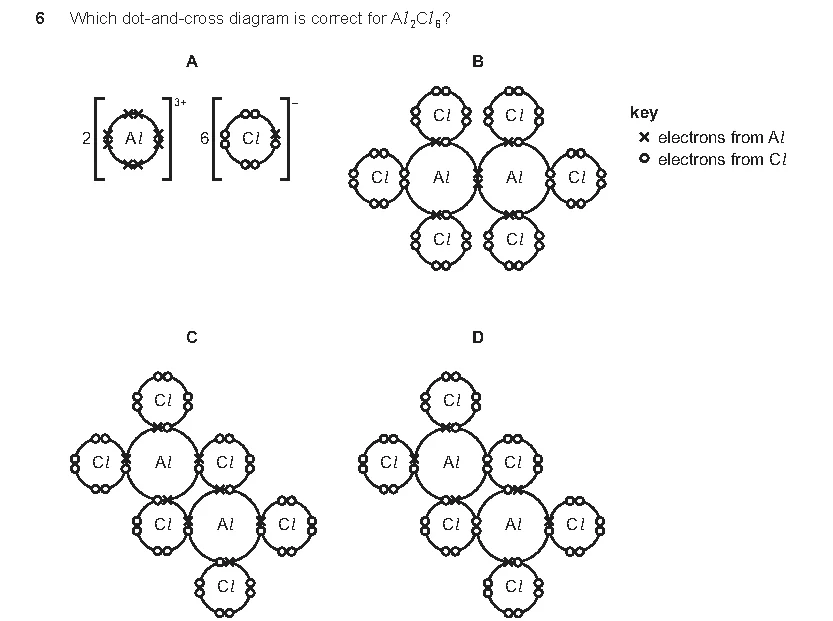 6 Which dot-and-cross diagram is correct for Al₂Cl₆?
A
B
2 [ Al ] 3+ 6 [ Cl ] –
Cl Cl
Cl Al Al Cl
Cl Cl
key
× electrons from Al
o electrons from Cl
C
D
Cl
Cl Al Cl
Cl Al Cl
Cl
Cl
Cl Al Cl
Cl Al Cl
Cl